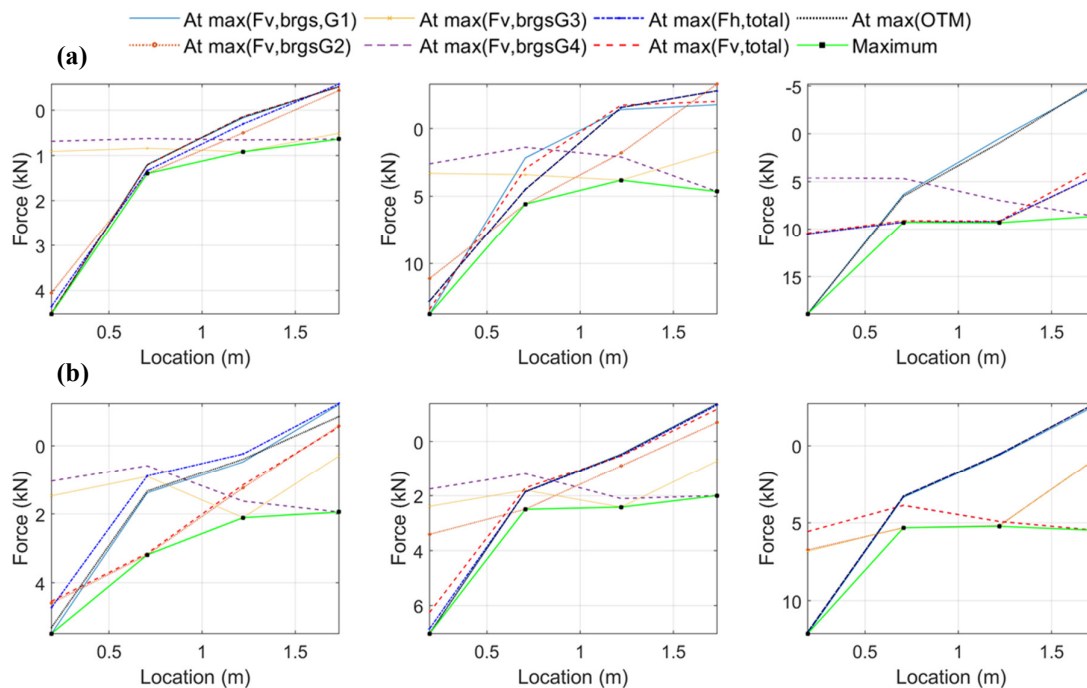 At max(Fv,brgs,G1) At max(Fv,brgsG3) At max(Fh,total) At max(OTM)
At max(Fv,brgsG2) At max(Fv,brgsG4) At max(Fv,total) Maximum
(a)
Force (kN) 0 1 2 3 4
0.5 1 1.5
Location (m)
Force (kN) 0 5 10
0.5 1 1.5
Location (m)
Force (kN) -5 0 5 10 15
0.5 1 1.5
Location (m)
(b)
Force (kN) 0 2 4
0.5 1 1.5
Location (m)
Force (kN) 0 2 4 6
0.5 1 1.5
Location (m)
Force (kN) 0 5 10
0.5 1 1.5
Location (m)